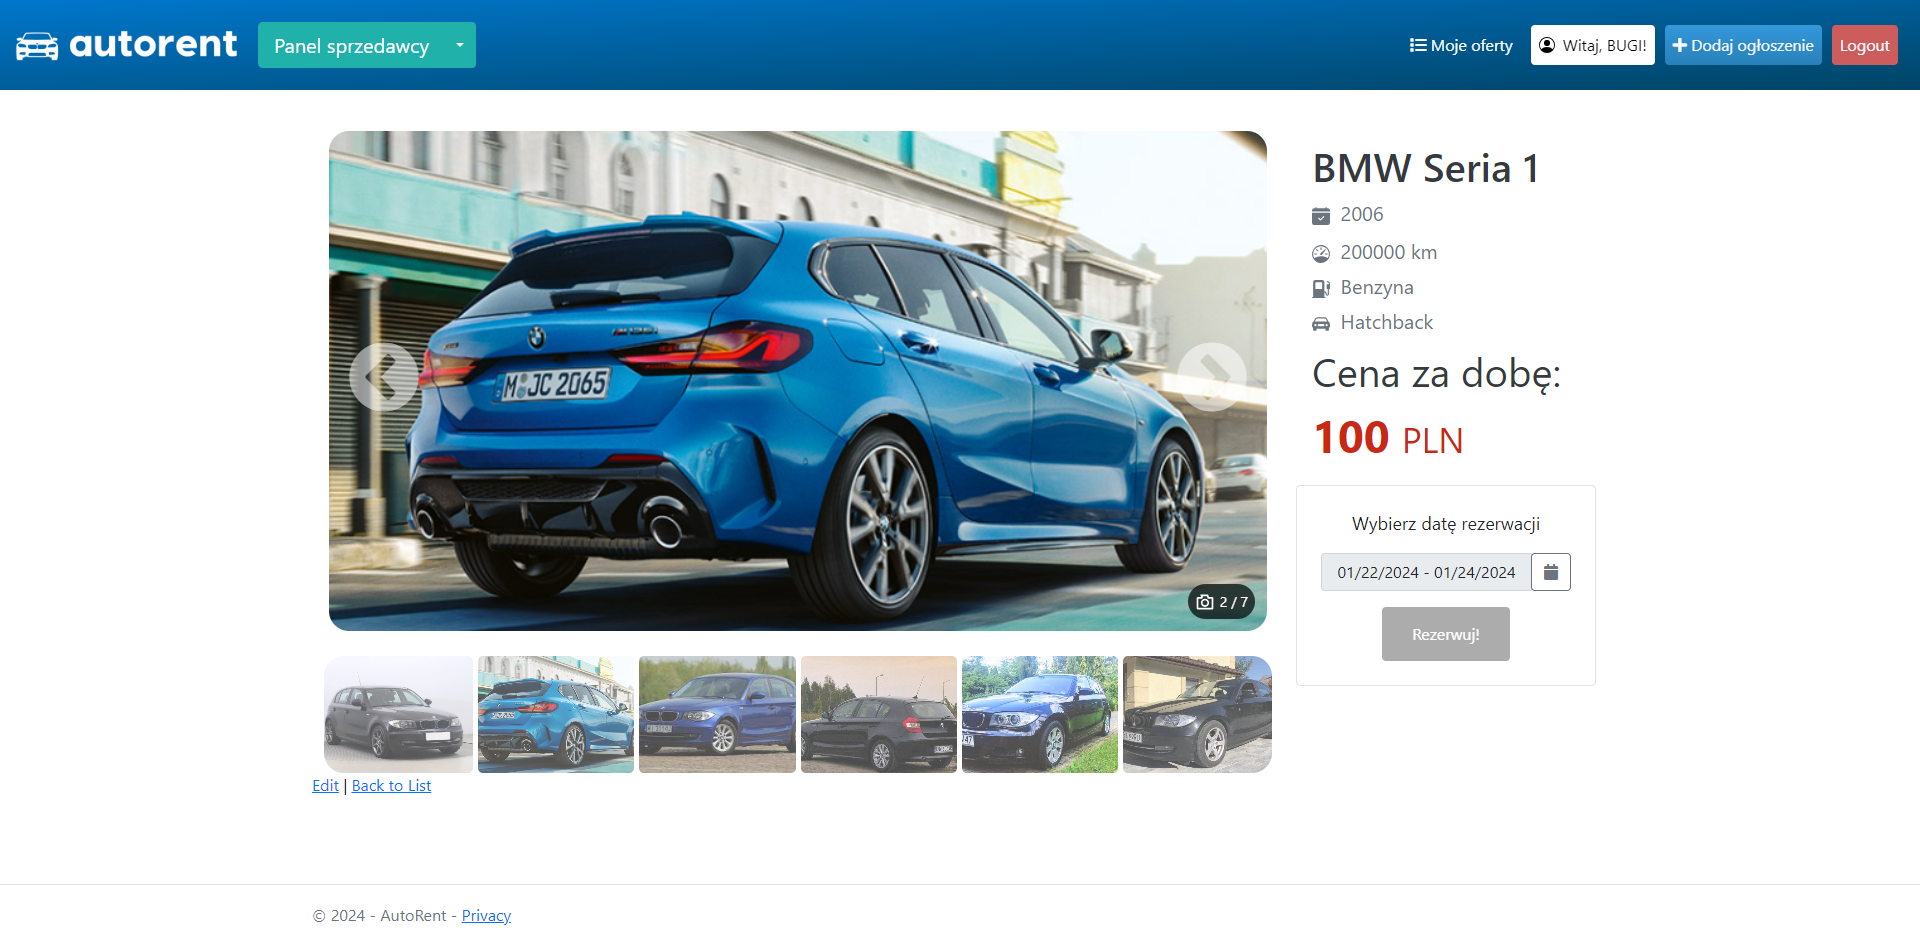 autorent
Panel sprzedawcy
Moje oferty
Witaj, BUGI!
Dodaj ogłoszenie
Logout
M JC 2065
2 / 7
BMW Seria 1
2006
200000 km
Benzyna
Hatchback
Cena za dobę:
100 PLN
Wybierz datę rezerwacji
01/22/2024 - 01/24/2024
Rezerwuj!
Edit | Back to List
© 2024 - AutoRent - Privacy